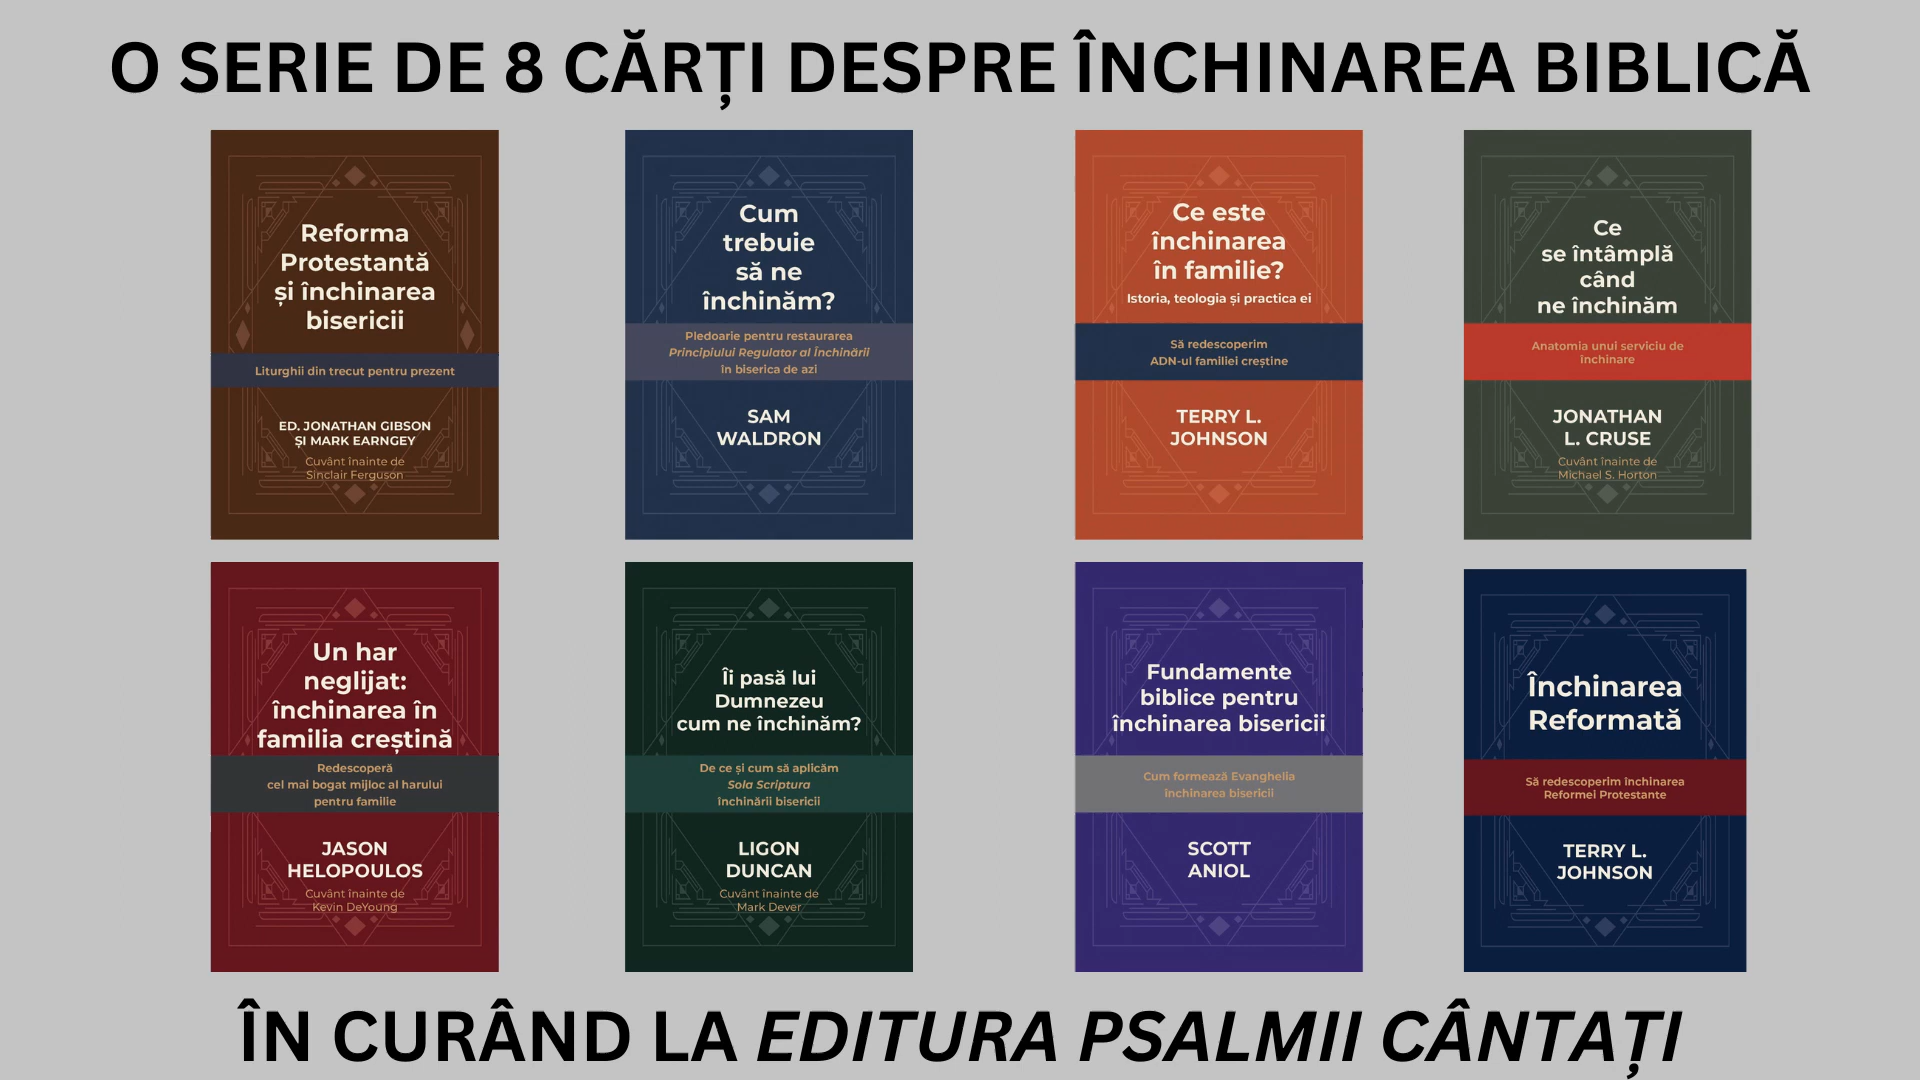 O SERIE DE 8 CĂRȚI DESPRE ÎNCHINAREA BIBLICĂ
Reforma
Protestantă
și închinarea
bisericii
Liturghii din trecut pentru prezent
ED. JONATHAN GIBSON
ȘI MARK EARNGEY
Cuvânt înainte de
Sinclair Ferguson
Cum
trebuie
să ne
închinăm?
Pledoarie pentru restaurarea
Principiului Regulator al Închinării
în biserica de azi
SAM
WALDRON
Ce este
închinarea
în familie?
Istoria, teologia și practica ei
Să redescoperim
ADN-ul familiei creștine
TERRY L.
JOHNSON
Ce
se întâmplă
când
ne închinăm
Anatomia unui serviciu de
închinare
JONATHAN
L. CRUSE
Cuvânt înainte de
Michael S. Horton
Un har
neglijat:
închinarea în
familia creștină
Redescoperă
cel mai bogat mijloc al harului
pentru familie
JASON
HELOPOULOS
Cuvânt înainte de
Kevin DeYoung
Îi pasă lui
Dumnezeu
cum ne închinăm?
De ce și cum să aplicăm
Sola Scriptura
închinării bisericii
LIGON
DUNCAN
Cuvânt înainte de
Mark Dever
Fundamente
biblice pentru
închinarea bisericii
Cum formează Evanghelia
închinarea bisericii
SCOTT
ANIOL
Închinarea
Reformată
Să redescoperim închinarea
Reformei Protestante
TERRY L.
JOHNSON
ÎN CURÂND LA EDITURA PSALMII CÂNTAȚI